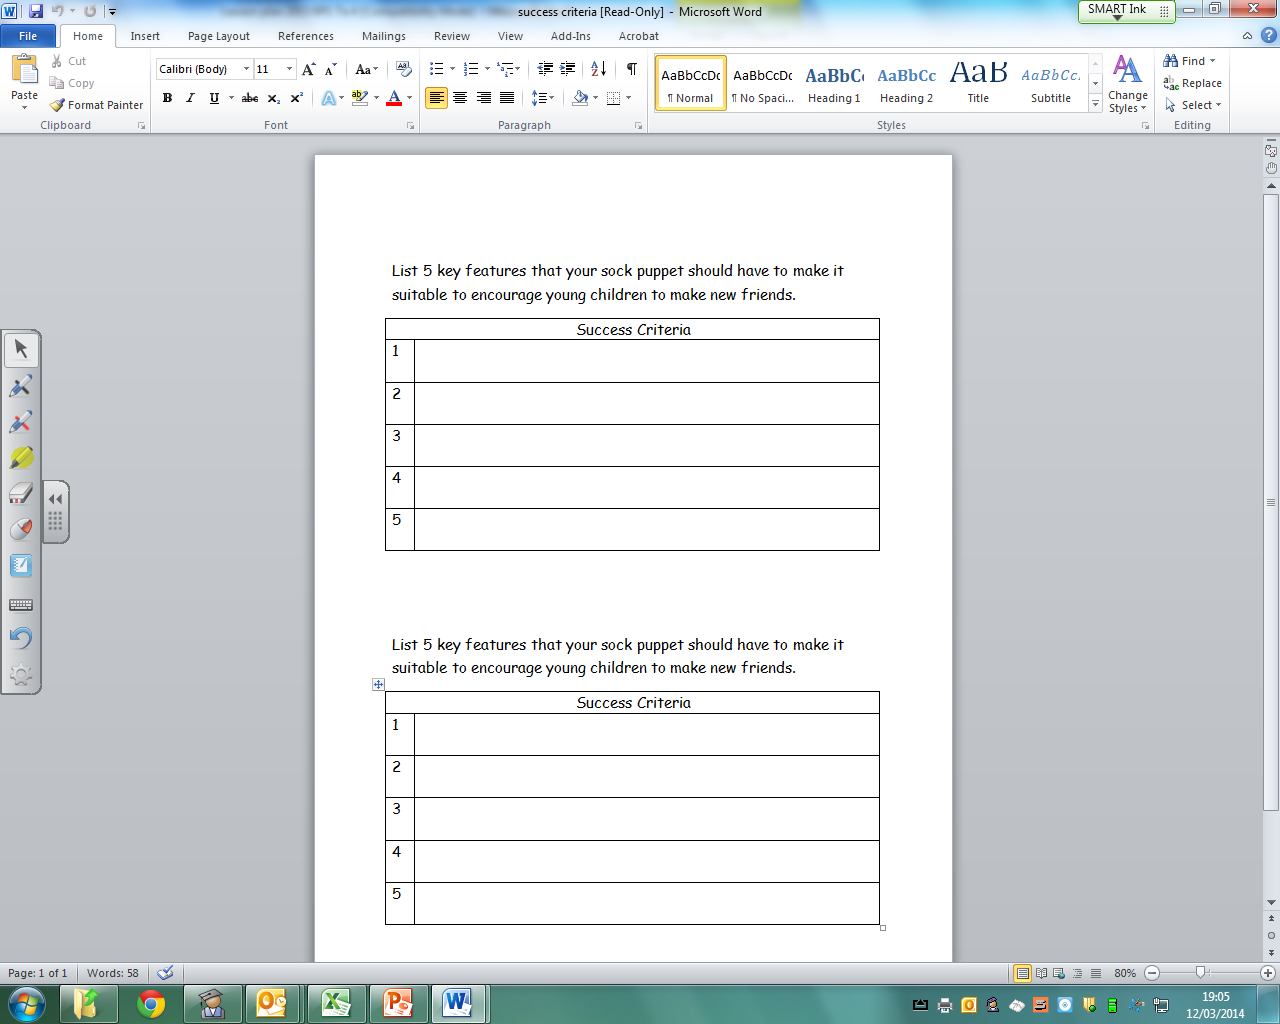 success criteria [Read-Only] - Microsoft Word
SMART Ink
File Home Insert Page Layout References Mailings Review View Add-Ins Acrobat
Paste
Cut
Copy
Format Painter
Clipboard
Calibri (Body) 11
Aa
B I U abc x₂ x²
A ab A
Font
Paragraph
AaBbCcDc AaBbCcDc AaBbCc AaBbCc AaB AaBbCc.
¶ Normal ¶ No Spaci... Heading 1 Heading 2 Title Subtitle
Styles
Change
Styles
Find
Replace
Select
Editing
List 5 key features that your sock puppet should have to make it
suitable to encourage young children to make new friends.
Success Criteria
1
2
3
4
5
List 5 key features that your sock puppet should have to make it
suitable to encourage young children to make new friends.
Success Criteria
1
2
3
4
5
Page: 1 of 1 Words: 58
80%
19:05
12/03/2014